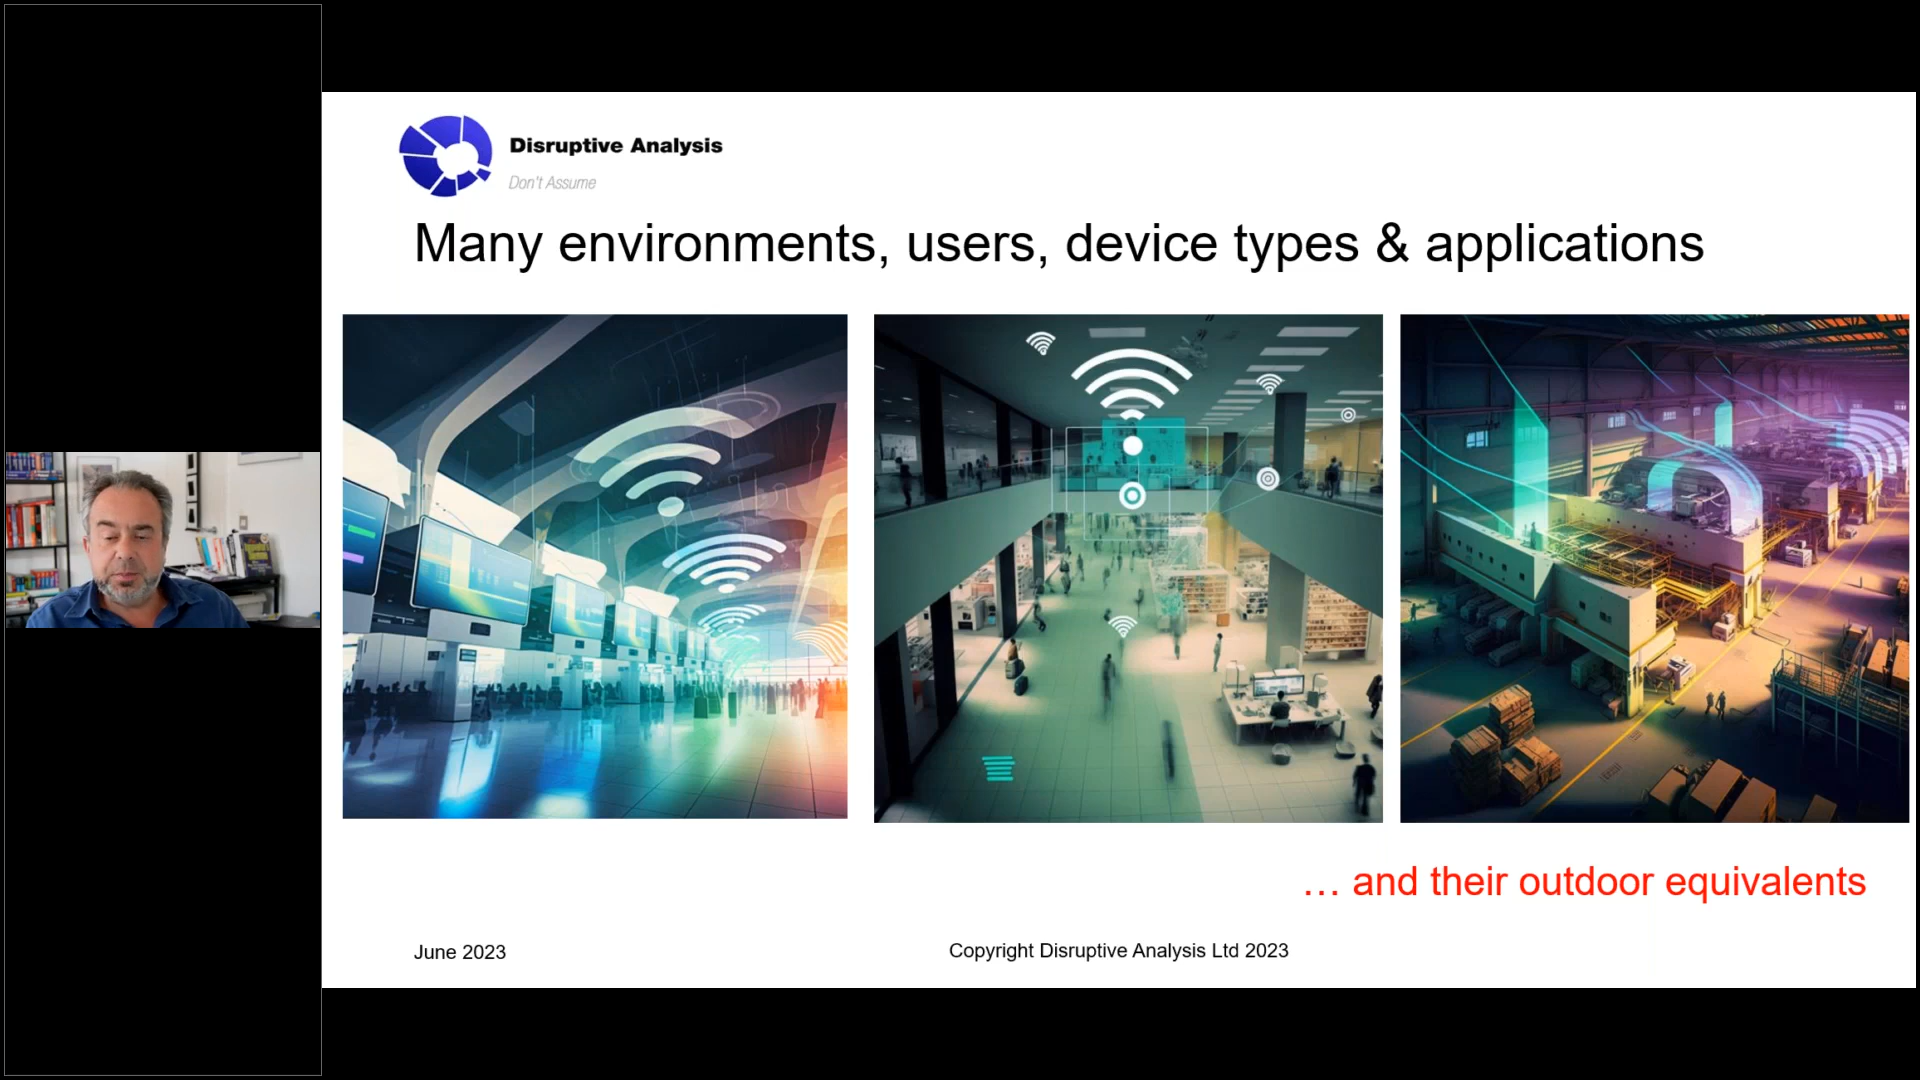 Disruptive Analysis
Don't Assume
Many environments, users, device types & applications
… and their outdoor equivalents
June 2023
Copyright Disruptive Analysis Ltd 2023